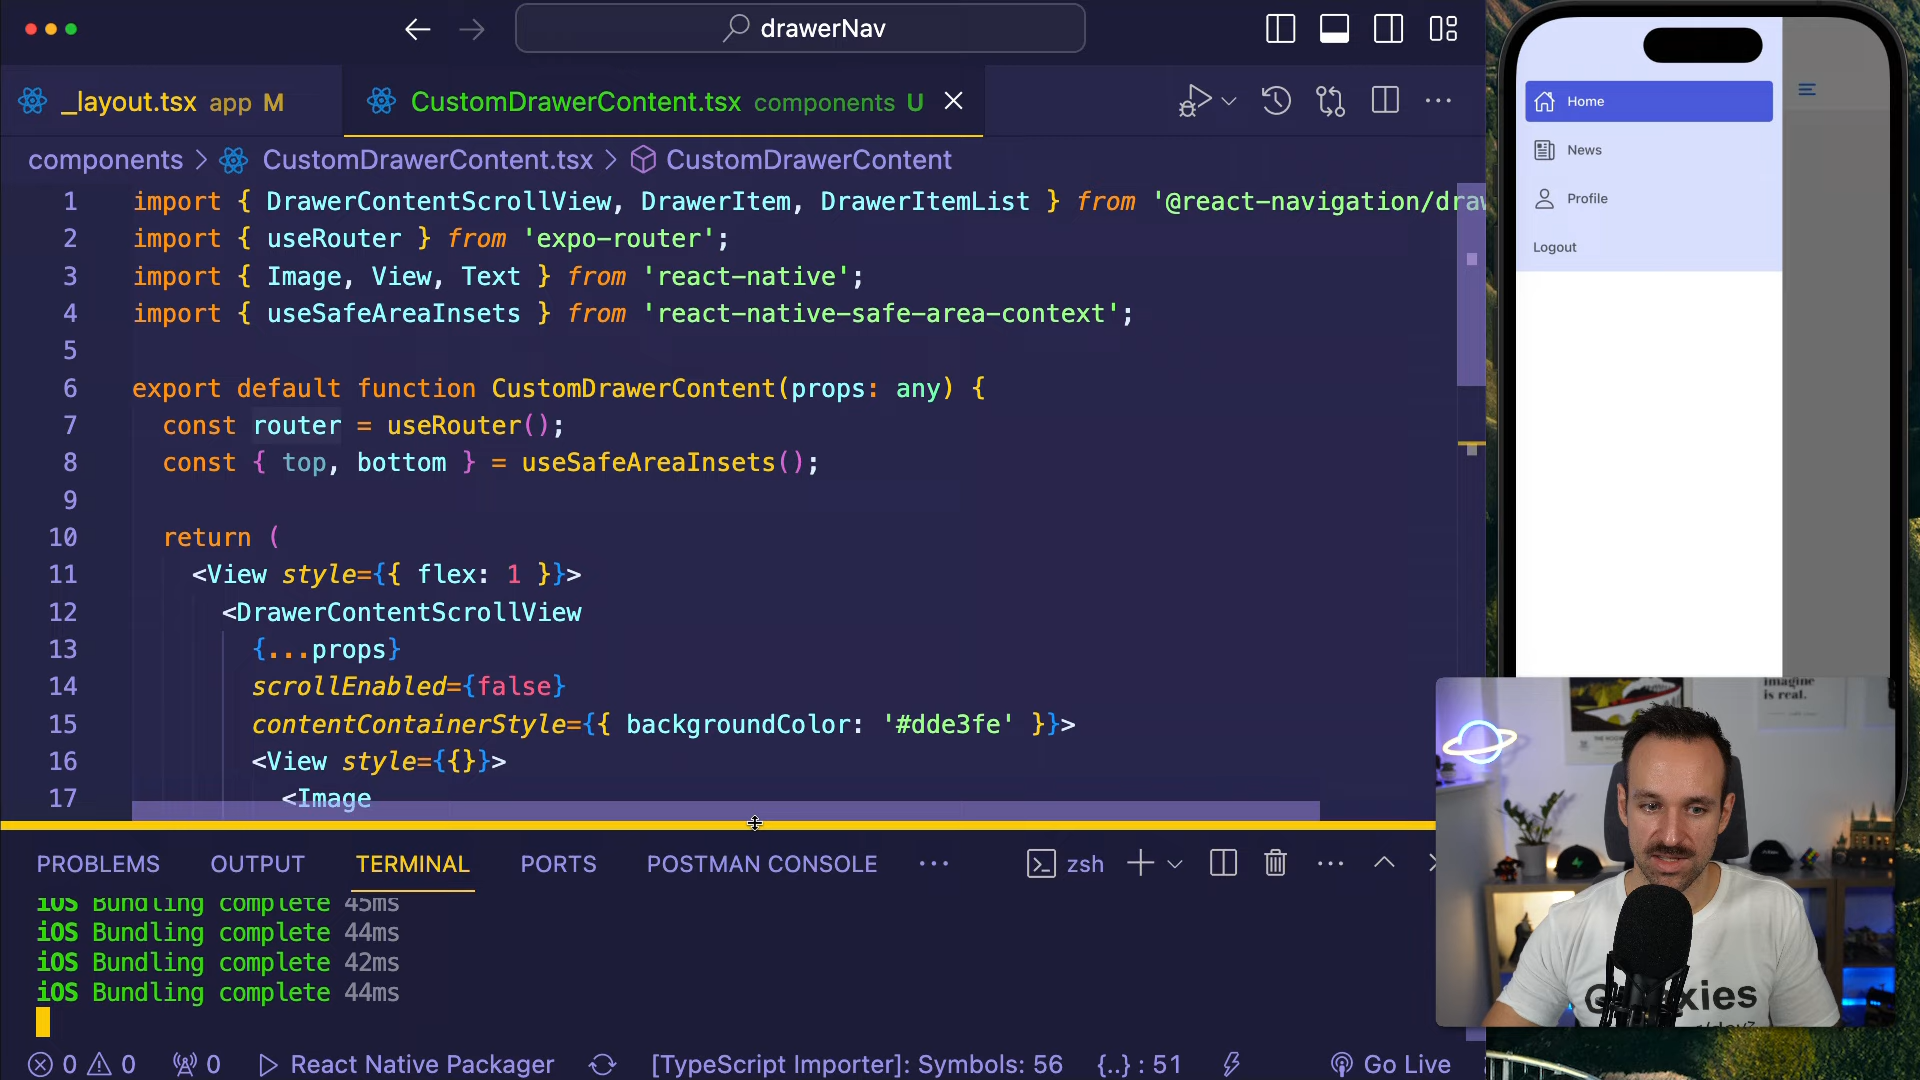 drawerNav
_layout.tsx app M
CustomDrawerContent.tsx components U
components > CustomDrawerContent.tsx > CustomDrawerContent
1 import { DrawerContentScrollView, DrawerItem, DrawerItemList } from '@react-navigation/draw
2 import { useRouter } from 'expo-router';
3 import { Image, View, Text } from 'react-native';
4 import { useSafeAreaInsets } from 'react-native-safe-area-context';
5
6 export default function CustomDrawerContent(props: any) {
7 const router = useRouter();
8 const { top, bottom } = useSafeAreaInsets();
9
10 return (
11 <View style={{ flex: 1 }}>
12 <DrawerContentScrollView
13 {...props}
14 scrollEnabled={false}
15 contentContainerStyle={{ backgroundColor: '#dde3fe' }}>
16 <View style={{}}>
17 <Image
PROBLEMS OUTPUT TERMINAL PORTS POSTMAN CONSOLE ··· zsh
iOS Bundling complete 45ms
iOS Bundling complete 44ms
iOS Bundling complete 42ms
iOS Bundling complete 44ms
0 0 0 React Native Packager [TypeScript Importer]: Symbols: 56 {..} : 51 Go Live
Home
News
Profile
Logout
imagine
is real.